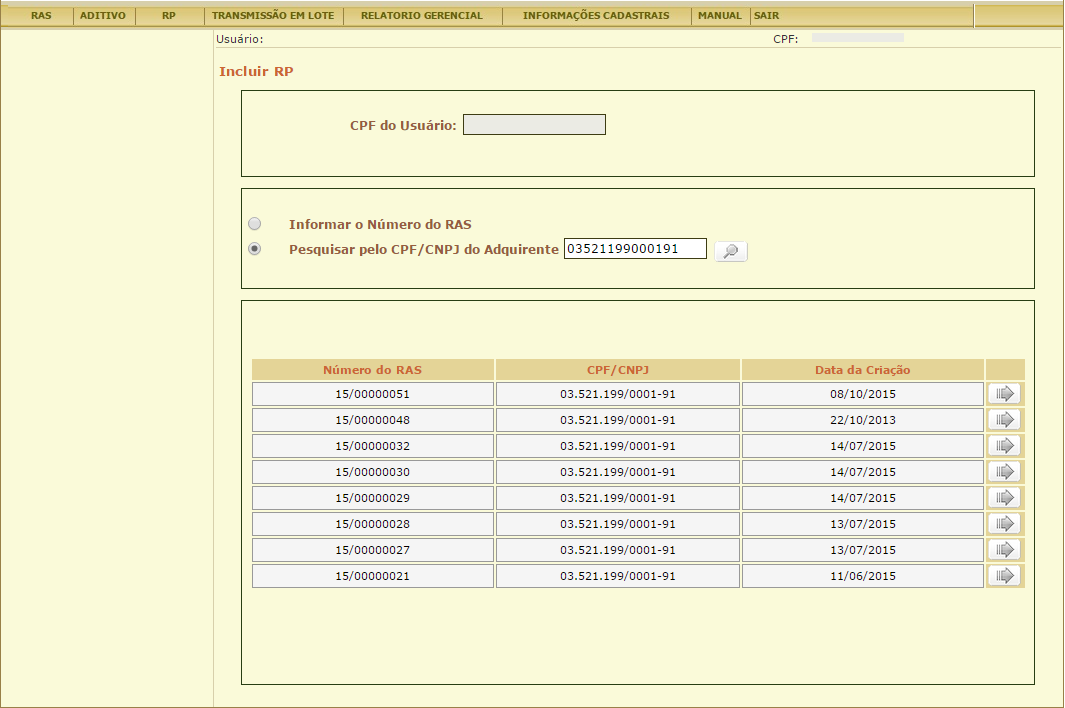 RAS ADITIVO RP TRANSMISSÃO EM LOTE RELATORIO GERENCIAL INFORMAÇÕES CADASTRAIS MANUAL SAIR
Usuário: CPF:
Incluir RP
CPF do Usuário:
Informar o Número do RAS
Pesquisar pelo CPF/CNPJ do Adquirente 03521199000191
Número do RAS CPF/CNPJ Data da Criação
15/00000051 03.521.199/0001-91 08/10/2015
15/00000048 03.521.199/0001-91 22/10/2013
15/00000032 03.521.199/0001-91 14/07/2015
15/00000030 03.521.199/0001-91 14/07/2015
15/00000029 03.521.199/0001-91 14/07/2015
15/00000028 03.521.199/0001-91 13/07/2015
15/00000027 03.521.199/0001-91 13/07/2015
15/00000021 03.521.199/0001-91 11/06/2015